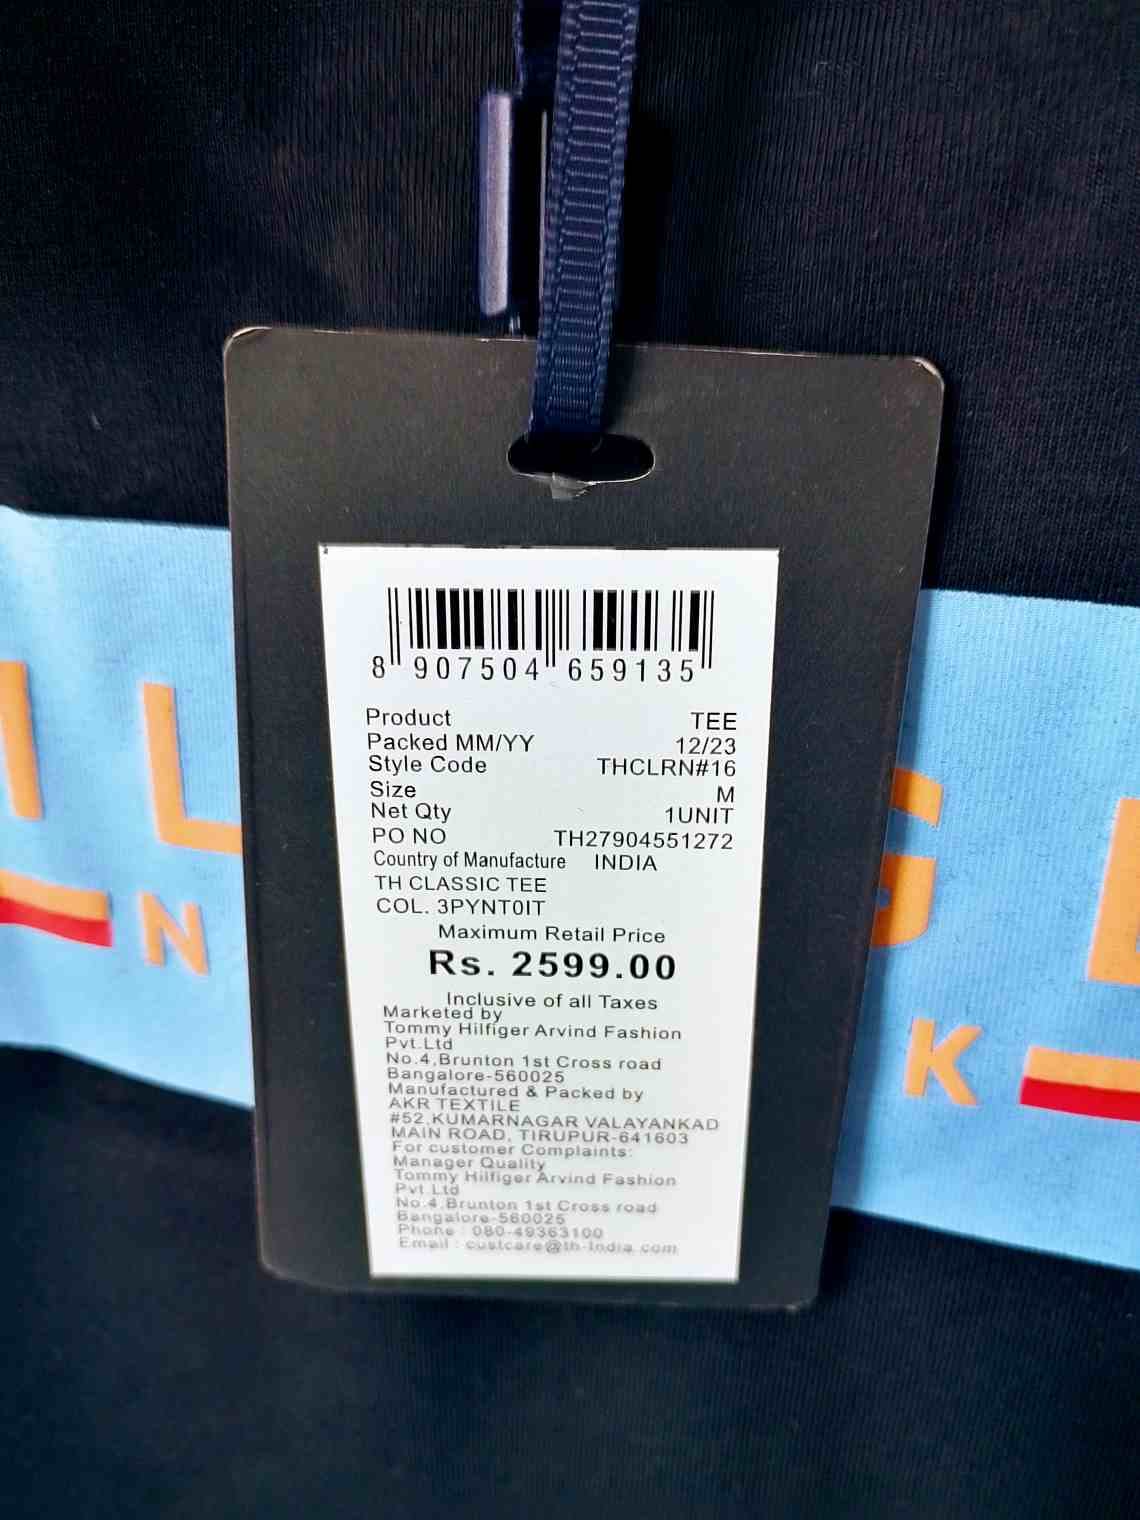 8 907504 659135
Product TEE
Packed MM/YY 12/23
Style Code THCLRN#16
Size M
Net Qty 1UNIT
PO NO TH27904551272
Country of Manufacture INDIA
TH CLASSIC TEE
COL. 3PYNT0IT
Maximum Retail Price
Rs. 2599.00
Inclusive of all Taxes
Marketed by
Tommy Hilfiger Arvind Fashion
Pvt.Ltd
No.4,Brunton 1st Cross road
Bangalore-560025
Manufactured & Packed by
AKR TEXTILE
#52,KUMARNAGAR VALAYANKAD
MAIN ROAD, TIRUPUR-641603
For customer Complaints:
Manager Quality
Tommy Hilfiger Arvind Fashion
Pvt.Ltd
No.4,Brunton 1st Cross road
Bangalore-560025
Phone : 080-49363100
Email : custcare@th-india.com
I L G E
N K